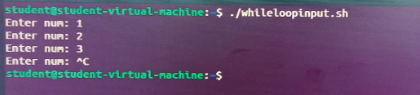 student@student-virtual-machine:~$ ./whileloopinput.sh
Enter num: 1
Enter num: 2
Enter num: 3
Enter num: ^C
student@student-virtual-machine:~$